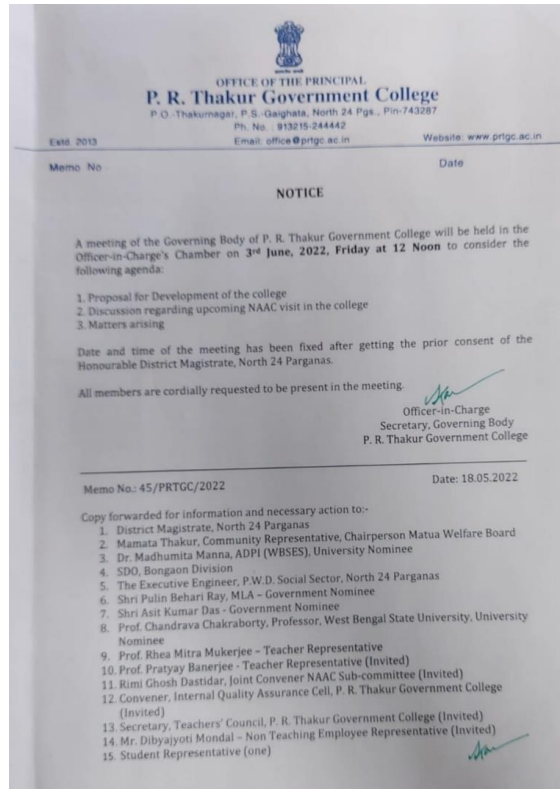 OFFICE OF THE PRINCIPAL
P. R. Thakur Government College
P.O.-Thakurnagar, P.S.-Gaighata, North 24 Pgs., Pin-743287
Ph. No. : 913215-244442
Estd. 2013 Email: office@prtgc.ac.in Website: www.prtgc.ac.in
Memo No Date
NOTICE
A meeting of the Governing Body of P. R. Thakur Government College will be held in the
Officer-in-Charge's Chamber on 3rd June, 2022, Friday at 12 Noon to consider the
following agenda:
1. Proposal for Development of the college
2. Discussion regarding upcoming NAAC visit in the college
3. Matters arising
Date and time of the meeting has been fixed after getting the prior consent of the
Honourable District Magistrate, North 24 Parganas.
All members are cordially requested to be present in the meeting.
Officer-in-Charge
Secretary, Governing Body
P. R. Thakur Government College
Memo No.: 45/PRTGC/2022 Date: 18.05.2022
Copy forwarded for information and necessary action to:-
1. District Magistrate, North 24 Parganas
2. Mamata Thakur, Community Representative, Chairperson Matua Welfare Board
3. Dr. Madhumita Manna, ADPI (WBSES), University Nominee
4. SDO, Bongaon Division
5. The Executive Engineer, P.W.D. Social Sector, North 24 Parganas
6. Shri Pulin Behari Ray, MLA – Government Nominee
7. Shri Asit Kumar Das - Government Nominee
8. Prof. Chandrava Chakraborty, Professor, West Bengal State University, University
Nominee
9. Prof. Rhea Mitra Mukerjee – Teacher Representative
10. Prof. Pratyay Banerjee - Teacher Representative (Invited)
11. Rimi Ghosh Dastidar, Joint Convener NAAC Sub-committee (Invited)
12. Convener, Internal Quality Assurance Cell, P. R. Thakur Government College
(Invited)
13. Secretary, Teachers' Council, P. R. Thakur Government College (Invited)
14. Mr. Dibyajyoti Mondal – Non Teaching Employee Representative (Invited)
15. Student Representative (one)